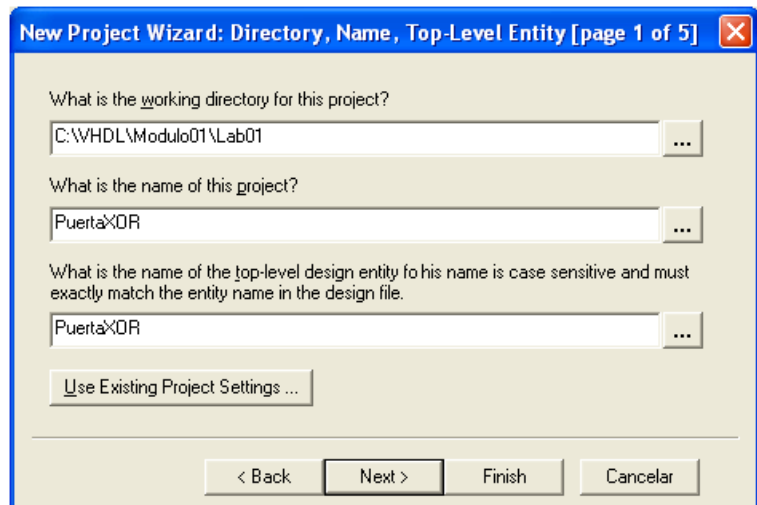 New Project Wizard: Directory, Name, Top-Level Entity [page 1 of 5]
What is the working directory for this project?
C:\VHDL\Modulo01\Lab01
...
What is the name of this project?
PuertaXOR
...
What is the name of the top-level design entity fo his name is case sensitive and must
exactly match the entity name in the design file.
PuertaXOR
...
Use Existing Project Settings ...
< Back Next > Finish Cancelar